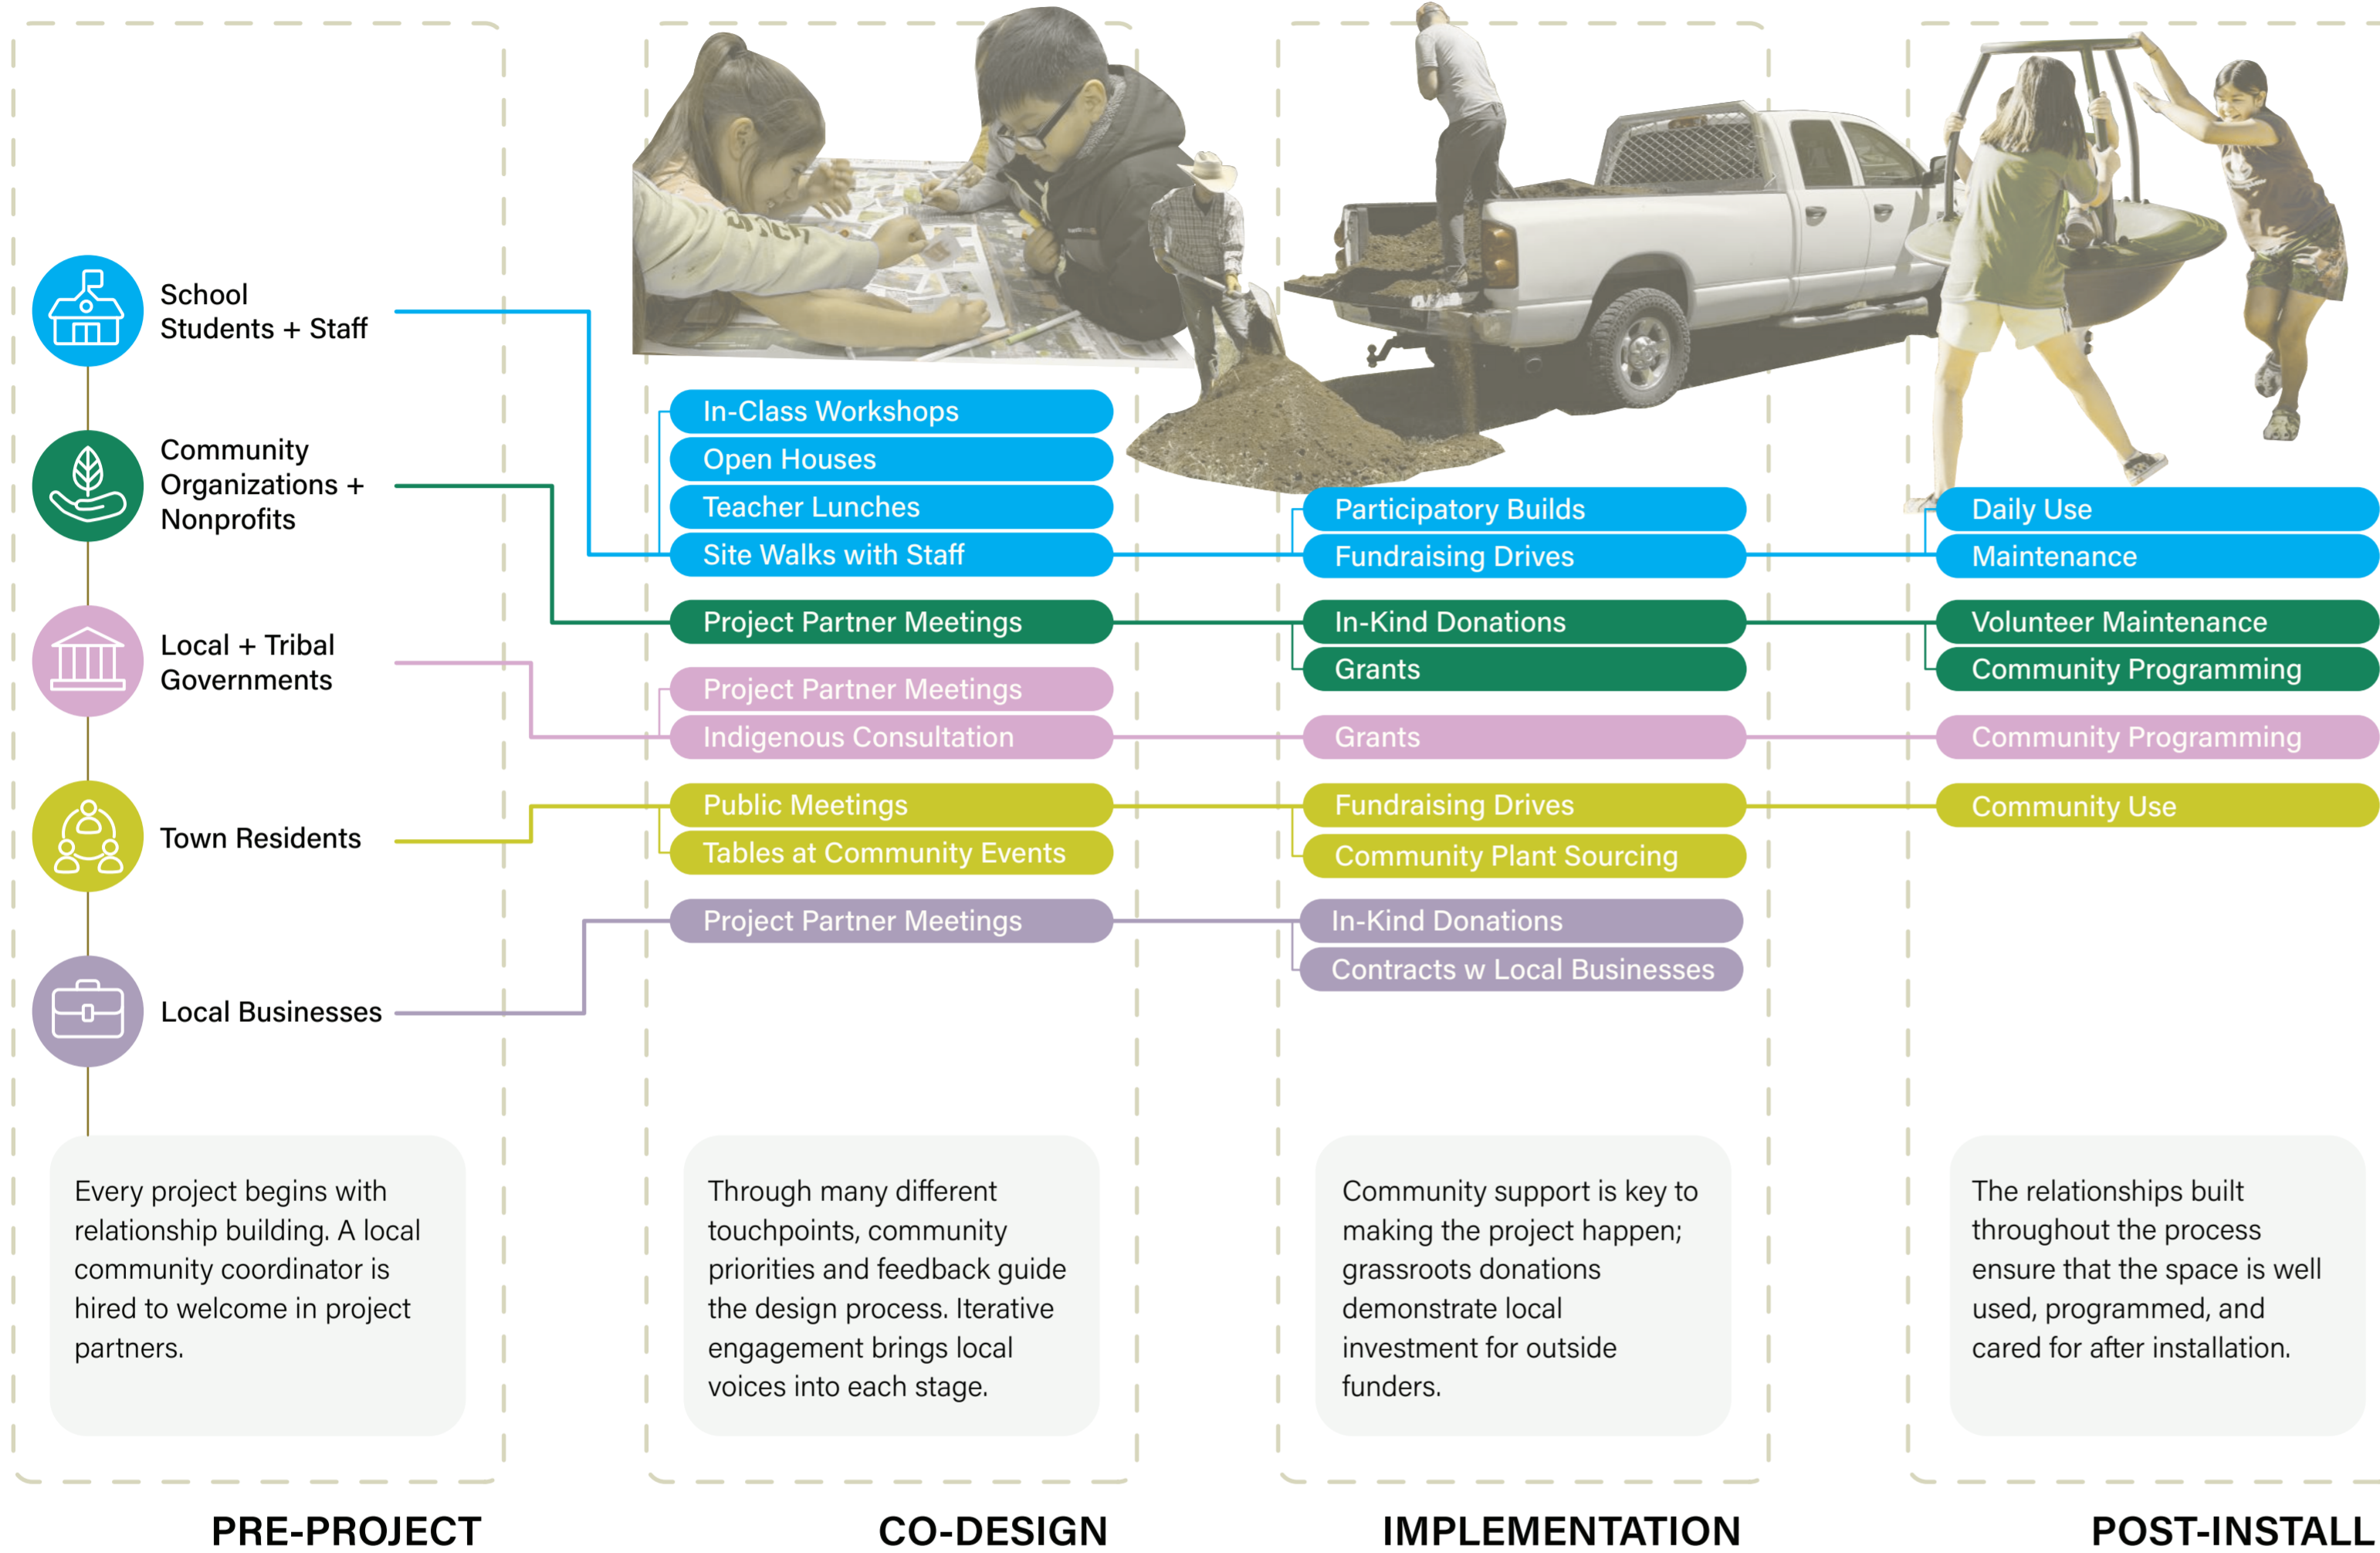 School
Students + Staff
Community
Organizations +
Nonprofits
Local + Tribal
Governments
Town Residents
Local Businesses
Every project begins with
relationship building. A local
community coordinator is
hired to welcome in project
partners.
PRE-PROJECT
In-Class Workshops
Open Houses
Teacher Lunches
Site Walks with Staff
Project Partner Meetings
Project Partner Meetings
Indigenous Consultation
Public Meetings
Tables at Community Events
Project Partner Meetings
Through many different
touchpoints, community
priorities and feedback guide
the design process. Iterative
engagement brings local
voices into each stage.
CO-DESIGN
Participatory Builds
Fundraising Drives
In-Kind Donations
Grants
Grants
Fundraising Drives
Community Plant Sourcing
In-Kind Donations
Contracts w Local Businesses
Community support is key to
making the project happen;
grassroots donations
demonstrate local
investment for outside
funders.
IMPLEMENTATION
Daily Use
Maintenance
Volunteer Maintenance
Community Programming
Community Programming
Community Use
The relationships built
throughout the process
ensure that the space is well
used, programmed, and
cared for after installation.
POST-INSTALL